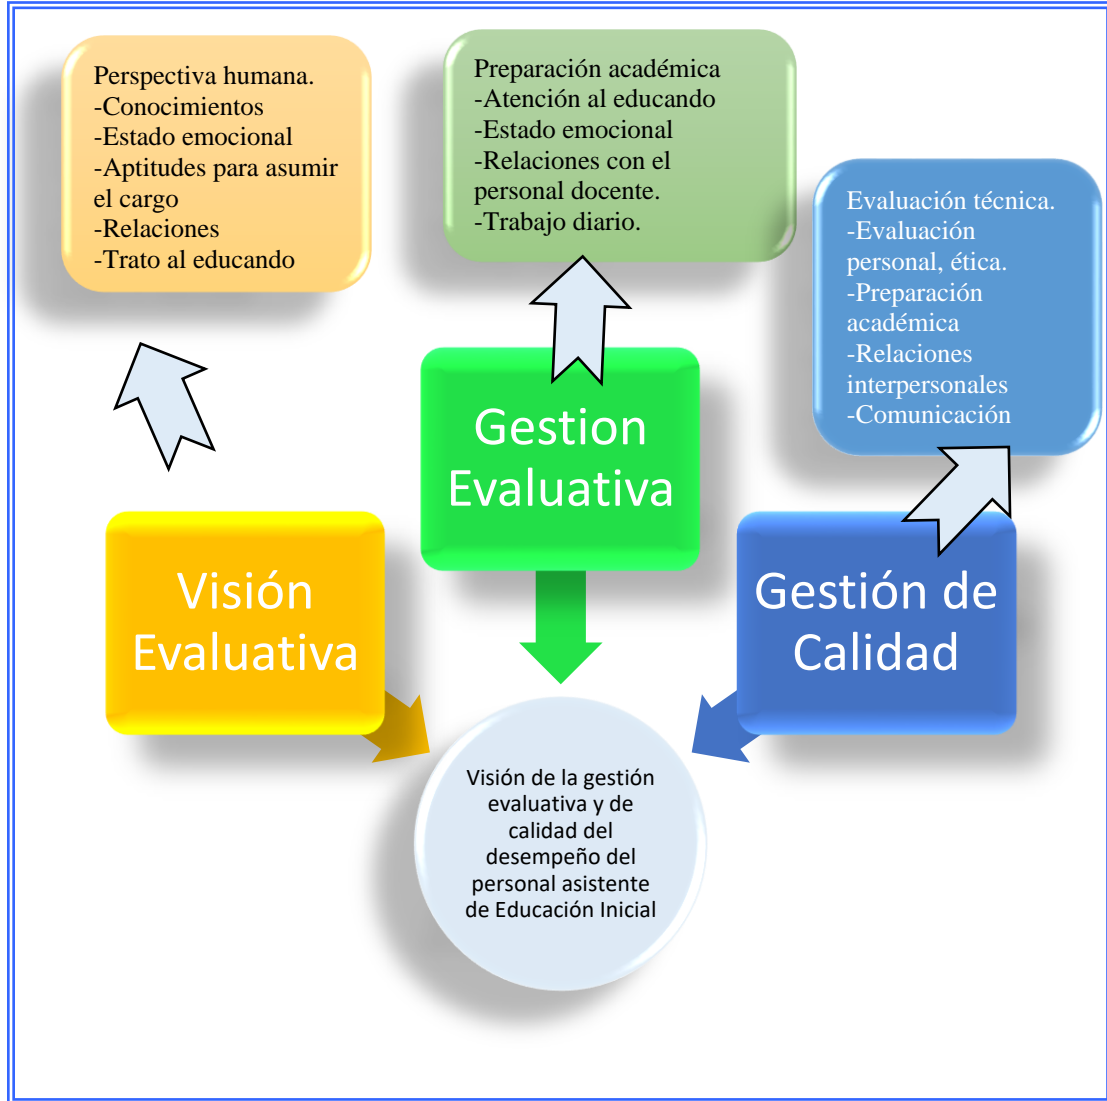 Perspectiva humana.
-Conocimientos
-Estado emocional
-Aptitudes para asumir
el cargo
-Relaciones
-Trato al educando
Preparación académica
-Atención al educando
-Estado emocional
-Relaciones con el
personal docente.
-Trabajo diario.
Evaluación técnica.
-Evaluación
personal, ética.
-Preparación
académica
-Relaciones
interpersonales
-Comunicación
Gestion
Evaluativa
Visión
Evaluativa
Gestión de
Calidad
Visión de la gestión
evaluativa y de
calidad del
desempeño del
personal asistente
de Educación Inicial